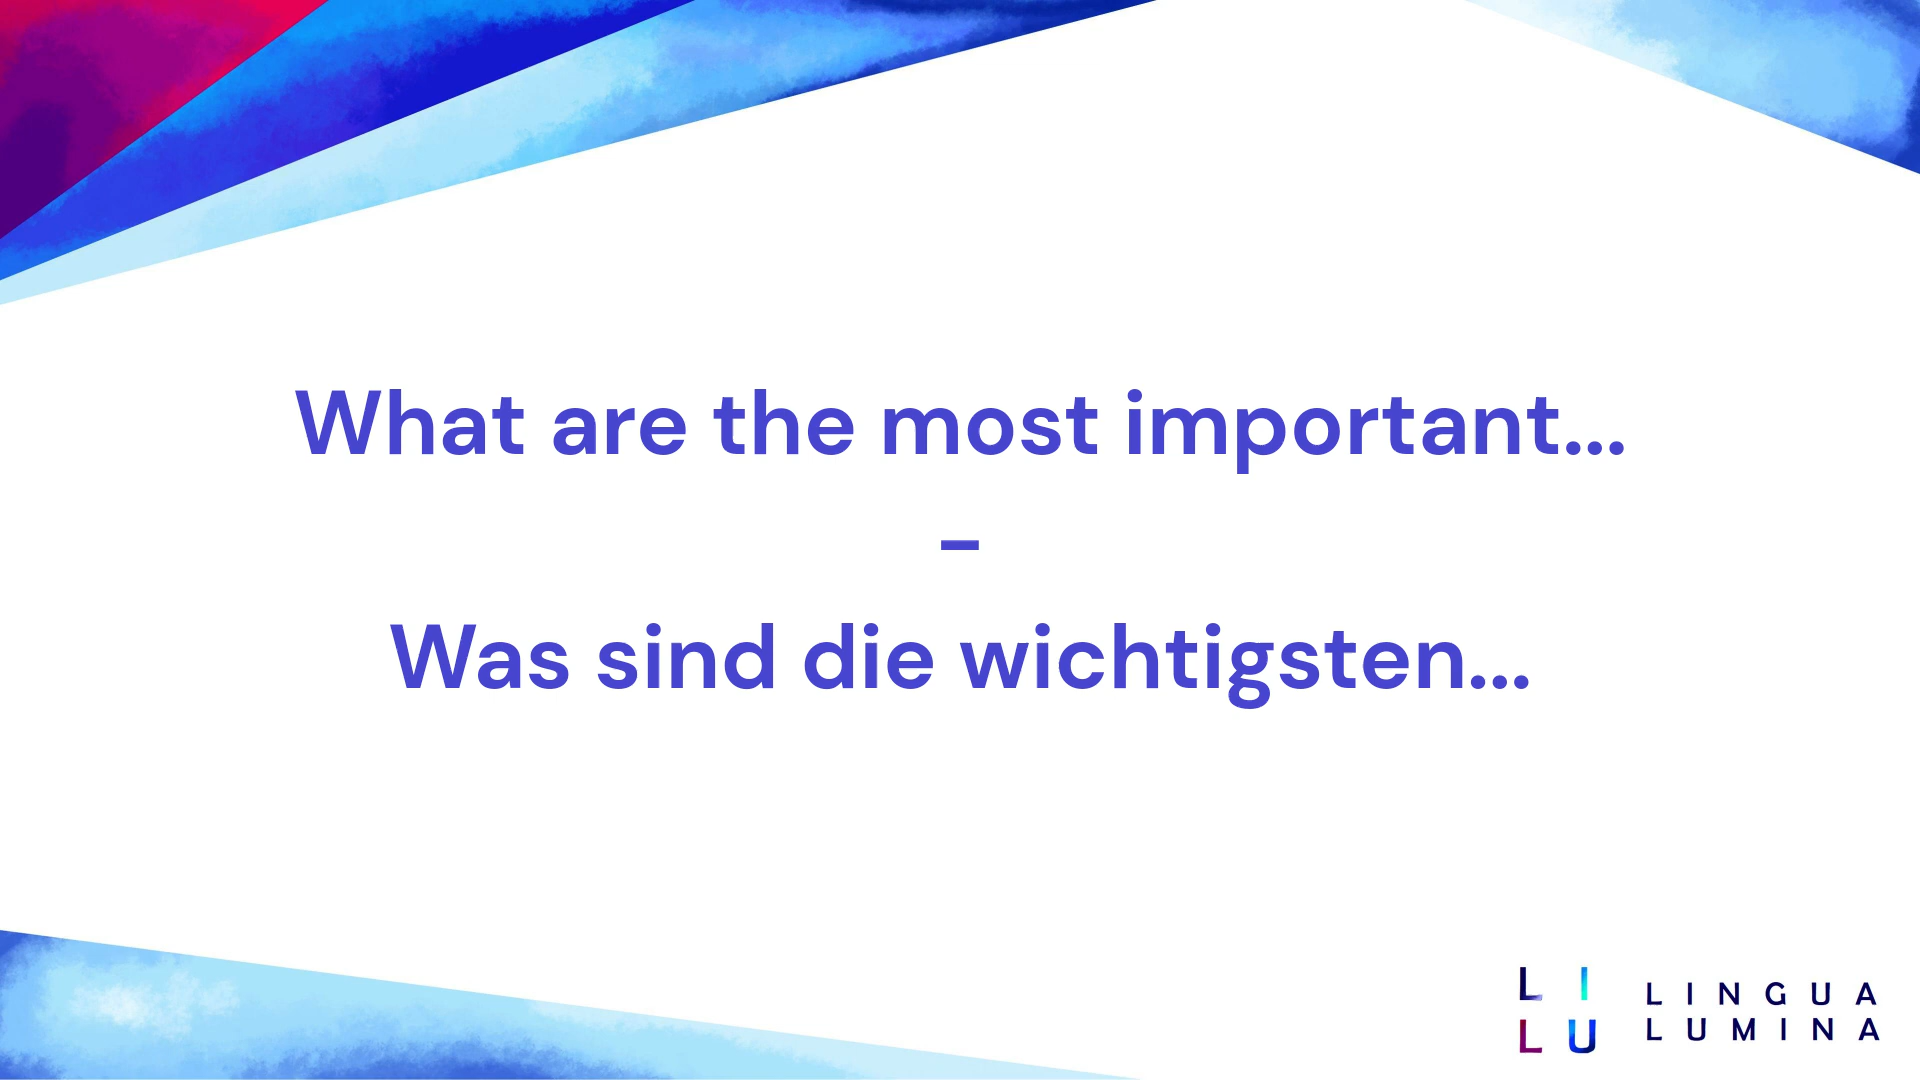 What are the most important...
–
Was sind die wichtigsten...
L I
L U
LINGUA
LUMINA